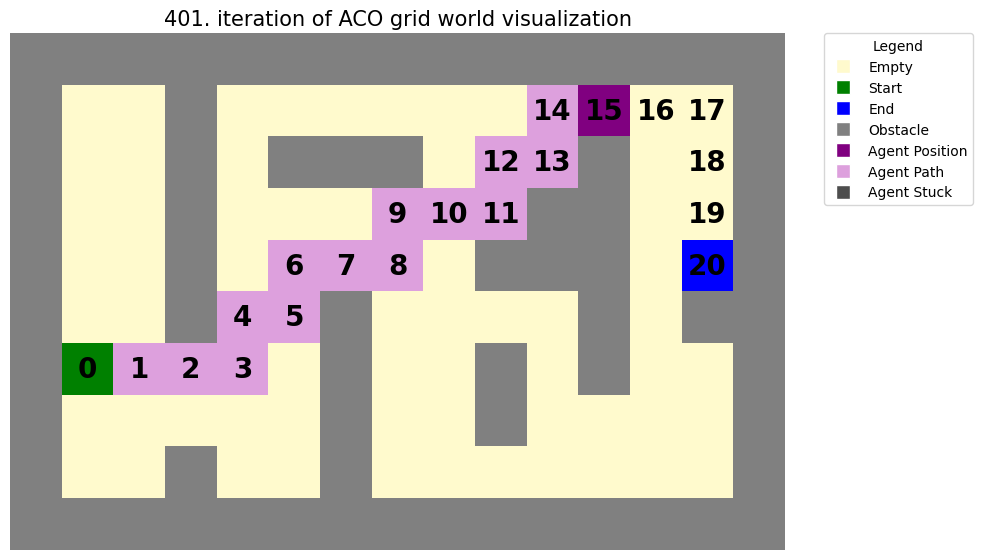 401. iteration of ACO grid world visualization
Legend
Empty
Start
End
Obstacle
Agent Position
Agent Path
Agent Stuck
14 15 16 17
12 13 18
9 10 11 19
6 7 8 20
4 5
0 1 2 3